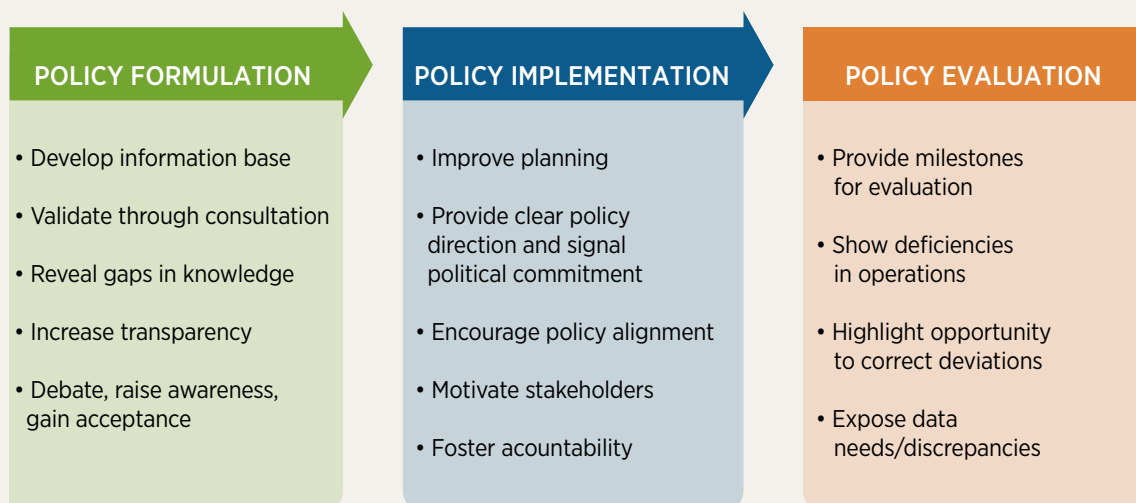 POLICY FORMULATION
• Develop information base
• Validate through consultation
• Reveal gaps in knowledge
• Increase transparency
• Debate, raise awareness,
gain acceptance
POLICY IMPLEMENTATION
• Improve planning
• Provide clear policy
direction and signal
political commitment
• Encourage policy alignment
• Motivate stakeholders
• Foster acountability
POLICY EVALUATION
• Provide milestones
for evaluation
• Show deficiencies
in operations
• Highlight opportunity
to correct deviations
• Expose data
needs/discrepancies